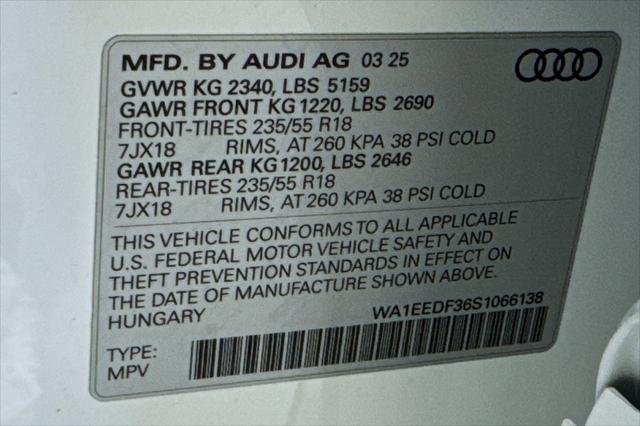 MFD. BY AUDI AG 03 25
GVWR KG 2340, LBS 5159
GAWR FRONT KG 1220, LBS 2690
FRONT-TIRES 235/55 R18
7JX18 RIMS, AT 260 KPA 38 PSI COLD
GAWR REAR KG 1200, LBS 2646
REAR-TIRES 235/55 R18
7JX18 RIMS, AT 260 KPA 38 PSI COLD
THIS VEHICLE CONFORMS TO ALL APPLICABLE
U.S. FEDERAL MOTOR VEHICLE SAFETY AND
THEFT PREVENTION STANDARDS IN EFFECT ON
THE DATE OF MANUFACTURE SHOWN ABOVE.
HUNGARY WA1EEDF36S1066138
TYPE:
MPV